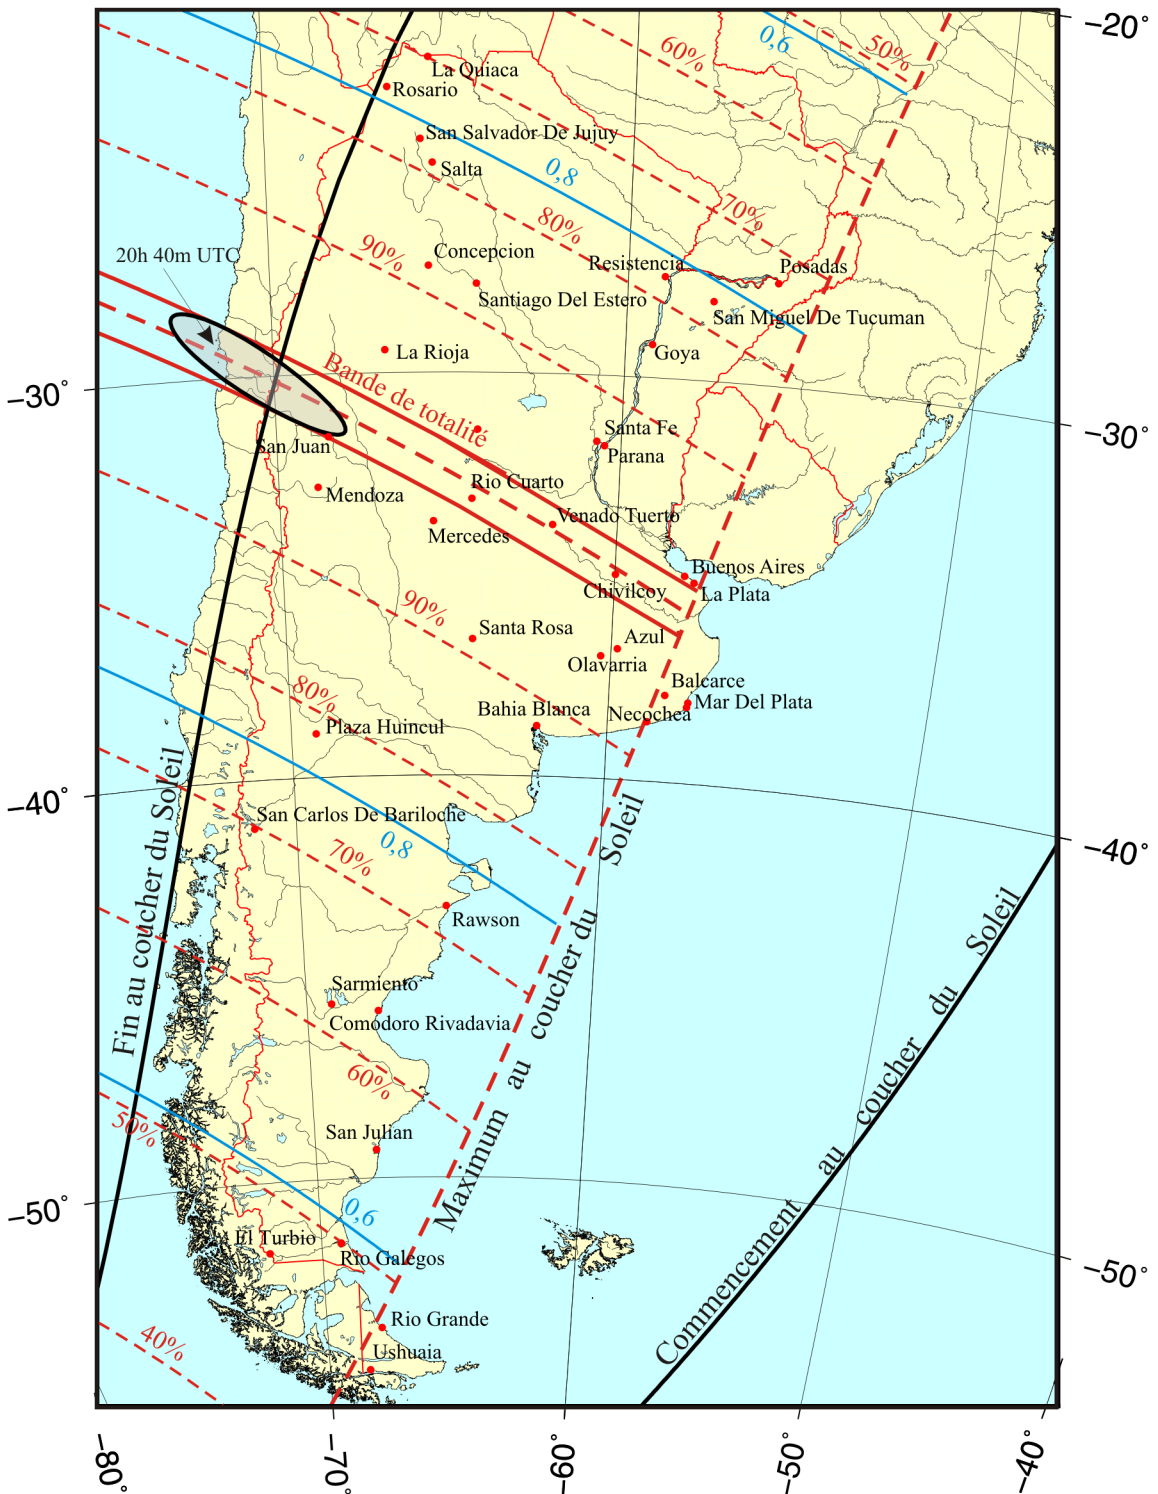 −20°
60%
0,6
50%
La Quiaca
Rosario
San Salvador De Jujuy
Salta
0,8
80%
70%
90%
20h 40m UTC
Concepcion
Resistencia
Posadas
Santiago Del Estero
San Miguel De Tucuman
La Rioja
Goya
Bande de totalité
−30°
−30°
Santa Fe
San Juan
Parana
Rio Cuarto
Mendoza
Venado Tuerto
Mercedes
Buenos Aires
Chivilcoy
La Plata
90%
Santa Rosa
Azul
Olavarria
80%
Balcarce
Mar Del Plata
Bahia Blanca
Necochea
Plaza Huincul
−40°
San Carlos De Bariloche
0,8
−40°
70%
Rawson
Fin au coucher du Soleil
Sarmiento
Comodoro Rivadavia
60%
50%
San Julian
Maximum au coucher du Soleil
−50°
0,6
El Turbio
Rio Galegos
−50°
Rio Grande
40%
Ushuaia
Commencement au coucher du Soleil
−80°
−70°
−60°
−50°
−40°